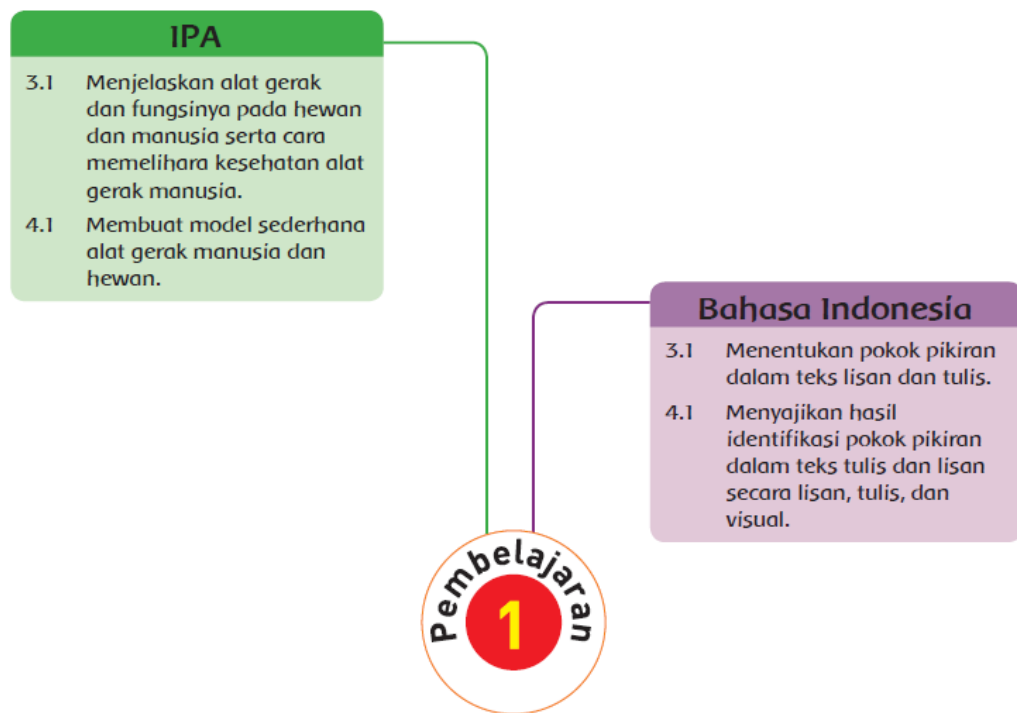 IPA
3.1 Menjelaskan alat gerak
dan fungsinya pada hewan
dan manusia serta cara
memelihara kesehatan alat
gerak manusia.
4.1 Membuat model sederhana
alat gerak manusia dan
hewan.
Bahasa Indonesia
3.1 Menentukan pokok pikiran
dalam teks lisan dan tulis.
4.1 Menyajikan hasil
identifikasi pokok pikiran
dalam teks tulis dan lisan
secara lisan, tulis, dan
visual.
Pembelajaran
1